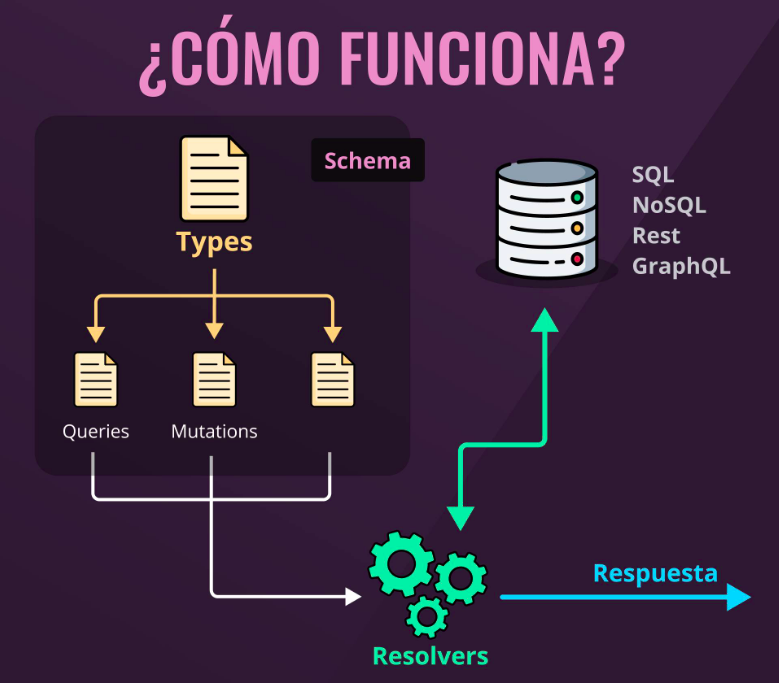 ¿CÓMO FUNCIONA?
Schema
Types
Queries
Mutations
SQL
NoSQL
Rest
GraphQL
Respuesta
Resolvers